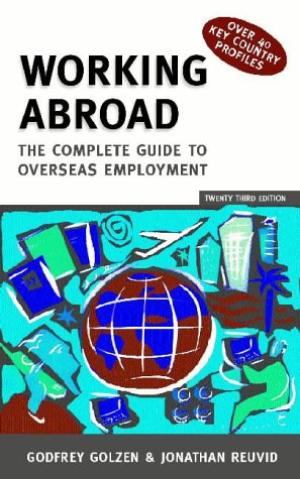 OVER 40
KEY COUNTRY
PROFILES
WORKING
ABROAD
THE COMPLETE GUIDE TO
OVERSEAS EMPLOYMENT
TWENTY THIRD EDITION
GODFREY GOLZEN & JONATHAN REUVID